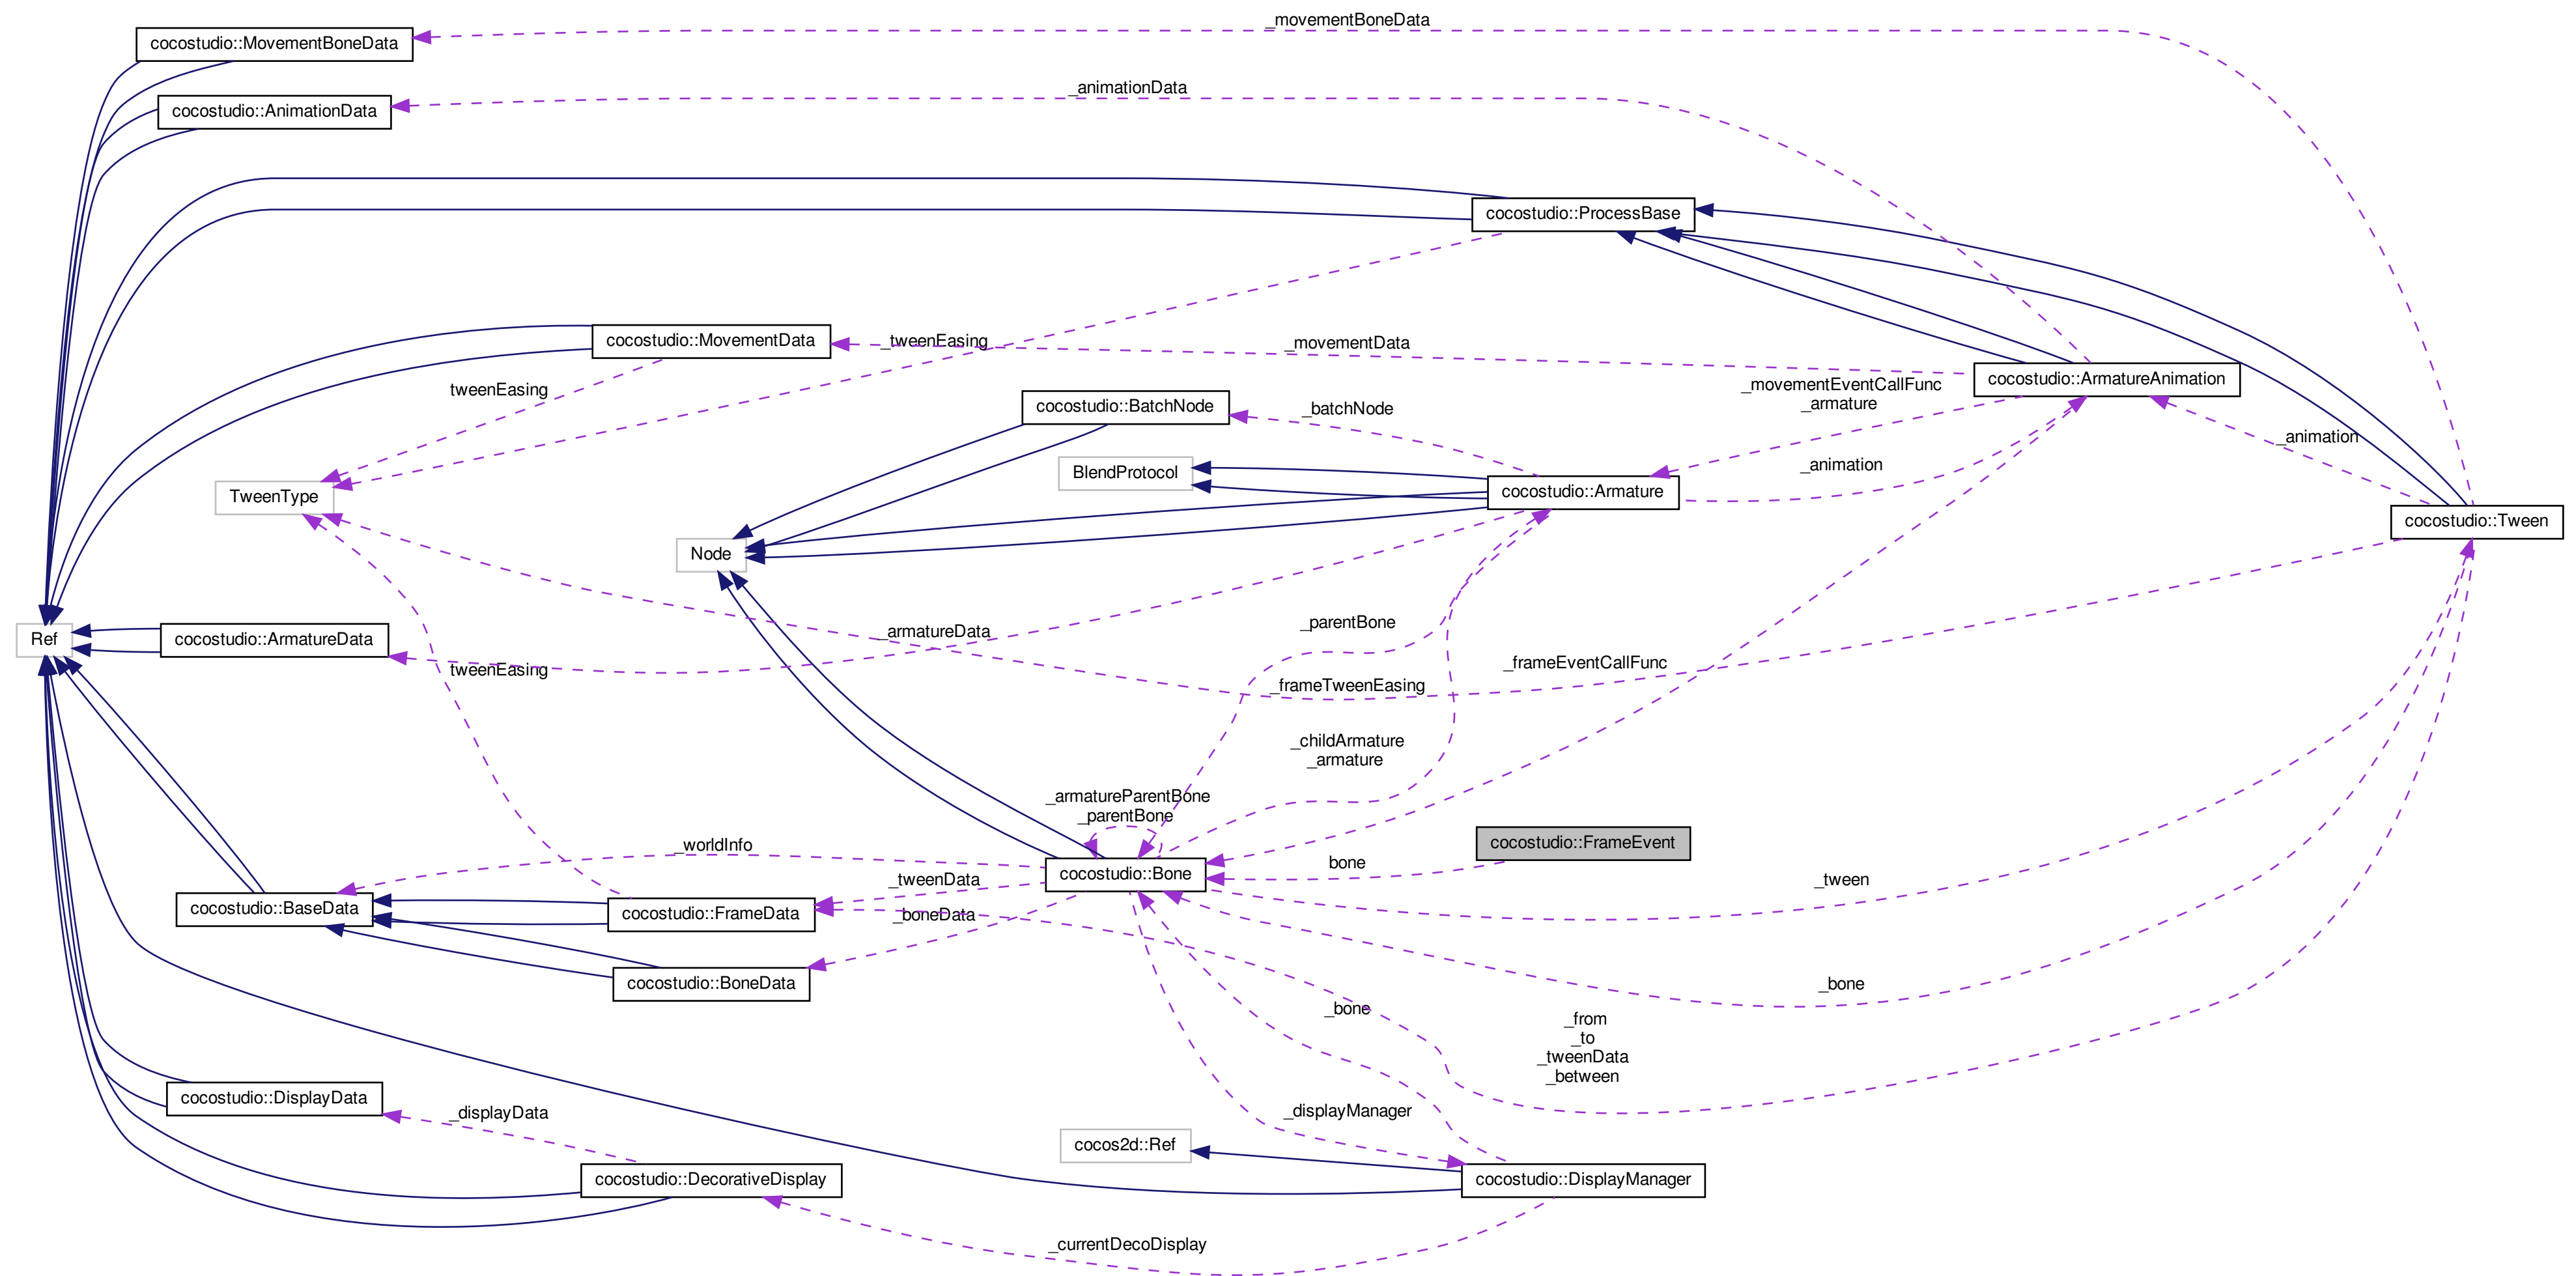 _movementBoneData
cocostudio::MovementBoneData
_animationData
cocostudio::AnimationData
cocostudio::ProcessBase
cocostudio::MovementData
_tweenEasing
_movementData
cocostudio::ArmatureAnimation
tweenEasing
_movementEventCallFunc
_armature
cocostudio::BatchNode
_batchNode
_animation
BlendProtocol
_animation
cocostudio::Armature
TweenType
cocostudio::Tween
Node
_parentBone
Ref
cocostudio::ArmatureData
_armatureData
_frameEventCallFunc
tweenEasing
_frameTweenEasing
_childArmature
_armature
_armatureParentBone
_parentBone
_worldInfo
cocostudio::FrameEvent
bone
cocostudio::Bone
_tweenData
_tween
cocostudio::BaseData
cocostudio::FrameData
_boneData
cocostudio::BoneData
_bone
_bone
_from
_to
_tweenData
_between
cocostudio::DisplayData
_displayData
_displayManager
cocos2d::Ref
cocostudio::DecorativeDisplay
cocostudio::DisplayManager
_currentDecoDisplay